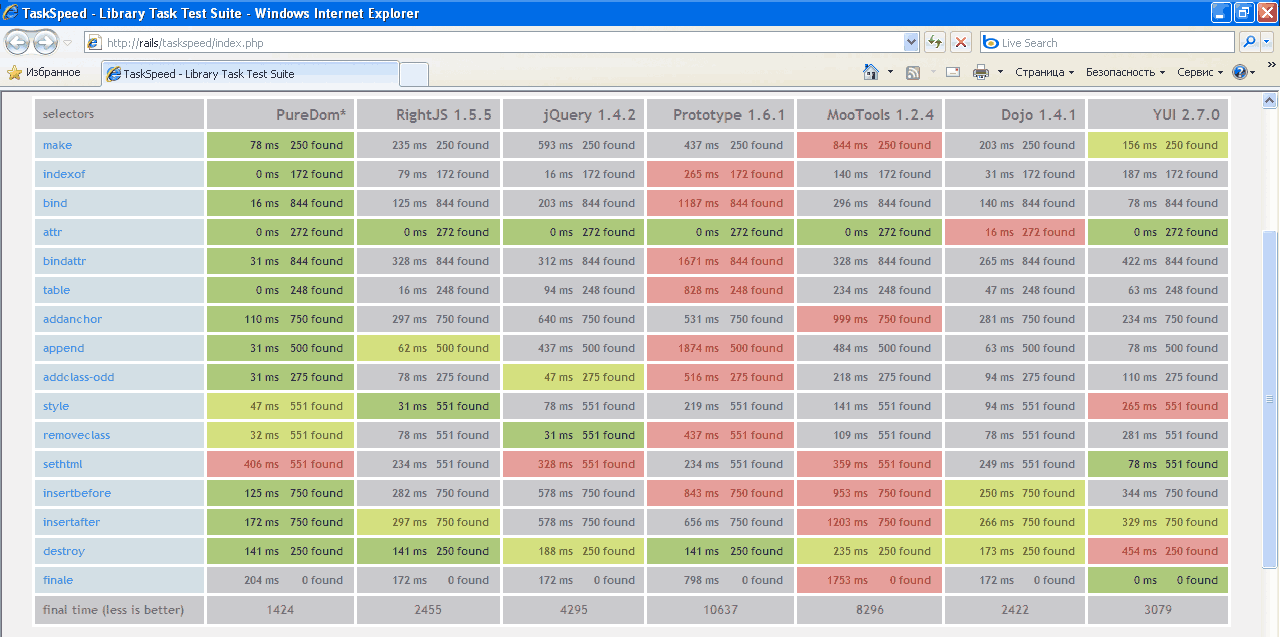 TaskSpeed - Library Task Test Suite - Windows Internet Explorer
http://rails/taskspeed/index.php
Live Search
Избранное TaskSpeed - Library Task Test Suite Страница Безопасность Сервис
selectors PureDom* RightJS 1.5.5 jQuery 1.4.2 Prototype 1.6.1 MooTools 1.2.4 Dojo 1.4.1 YUI 2.7.0
make 78 ms 250 found 235 ms 250 found 593 ms 250 found 437 ms 250 found 844 ms 250 found 203 ms 250 found 156 ms 250 found
indexof 0 ms 172 found 79 ms 172 found 16 ms 172 found 265 ms 172 found 140 ms 172 found 31 ms 172 found 187 ms 172 found
bind 16 ms 844 found 125 ms 844 found 203 ms 844 found 1187 ms 844 found 296 ms 844 found 140 ms 844 found 78 ms 844 found
attr 0 ms 272 found 0 ms 272 found 0 ms 272 found 0 ms 272 found 0 ms 272 found 16 ms 272 found 0 ms 272 found
bindattr 31 ms 844 found 328 ms 844 found 312 ms 844 found 1671 ms 844 found 328 ms 844 found 265 ms 844 found 422 ms 844 found
table 0 ms 248 found 16 ms 248 found 94 ms 248 found 828 ms 248 found 234 ms 248 found 47 ms 248 found 63 ms 248 found
addanchor 110 ms 750 found 297 ms 750 found 640 ms 750 found 531 ms 750 found 999 ms 750 found 281 ms 750 found 234 ms 750 found
append 31 ms 500 found 62 ms 500 found 437 ms 500 found 1874 ms 500 found 484 ms 500 found 63 ms 500 found 78 ms 500 found
addclass-odd 31 ms 275 found 78 ms 275 found 47 ms 275 found 516 ms 275 found 218 ms 275 found 94 ms 275 found 110 ms 275 found
style 47 ms 551 found 31 ms 551 found 78 ms 551 found 219 ms 551 found 141 ms 551 found 94 ms 551 found 265 ms 551 found
removeclass 32 ms 551 found 78 ms 551 found 31 ms 551 found 437 ms 551 found 109 ms 551 found 78 ms 551 found 281 ms 551 found
sethtml 406 ms 551 found 234 ms 551 found 328 ms 551 found 234 ms 551 found 359 ms 551 found 249 ms 551 found 78 ms 551 found
insertbefore 125 ms 750 found 282 ms 750 found 578 ms 750 found 843 ms 750 found 953 ms 750 found 250 ms 750 found 344 ms 750 found
insertafter 172 ms 750 found 297 ms 750 found 578 ms 750 found 656 ms 750 found 1203 ms 750 found 266 ms 750 found 329 ms 750 found
destroy 141 ms 250 found 141 ms 250 found 188 ms 250 found 141 ms 250 found 235 ms 250 found 173 ms 250 found 454 ms 250 found
finale 204 ms 0 found 172 ms 0 found 172 ms 0 found 798 ms 0 found 1753 ms 0 found 172 ms 0 found 0 ms 0 found
final time (less is better) 1424 2455 4295 10637 8296 2422 3079